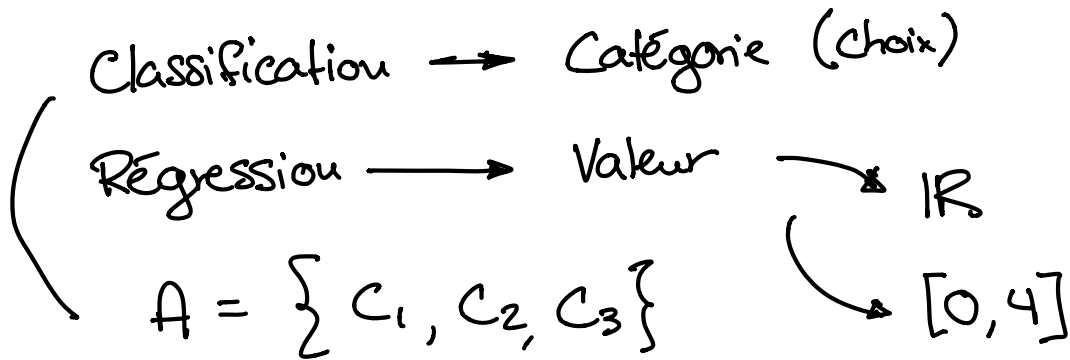 Classification → Catégorie (choix)
Régression → Valeur → ℝ
A = { C₁, C₂, C₃ } [0,4]